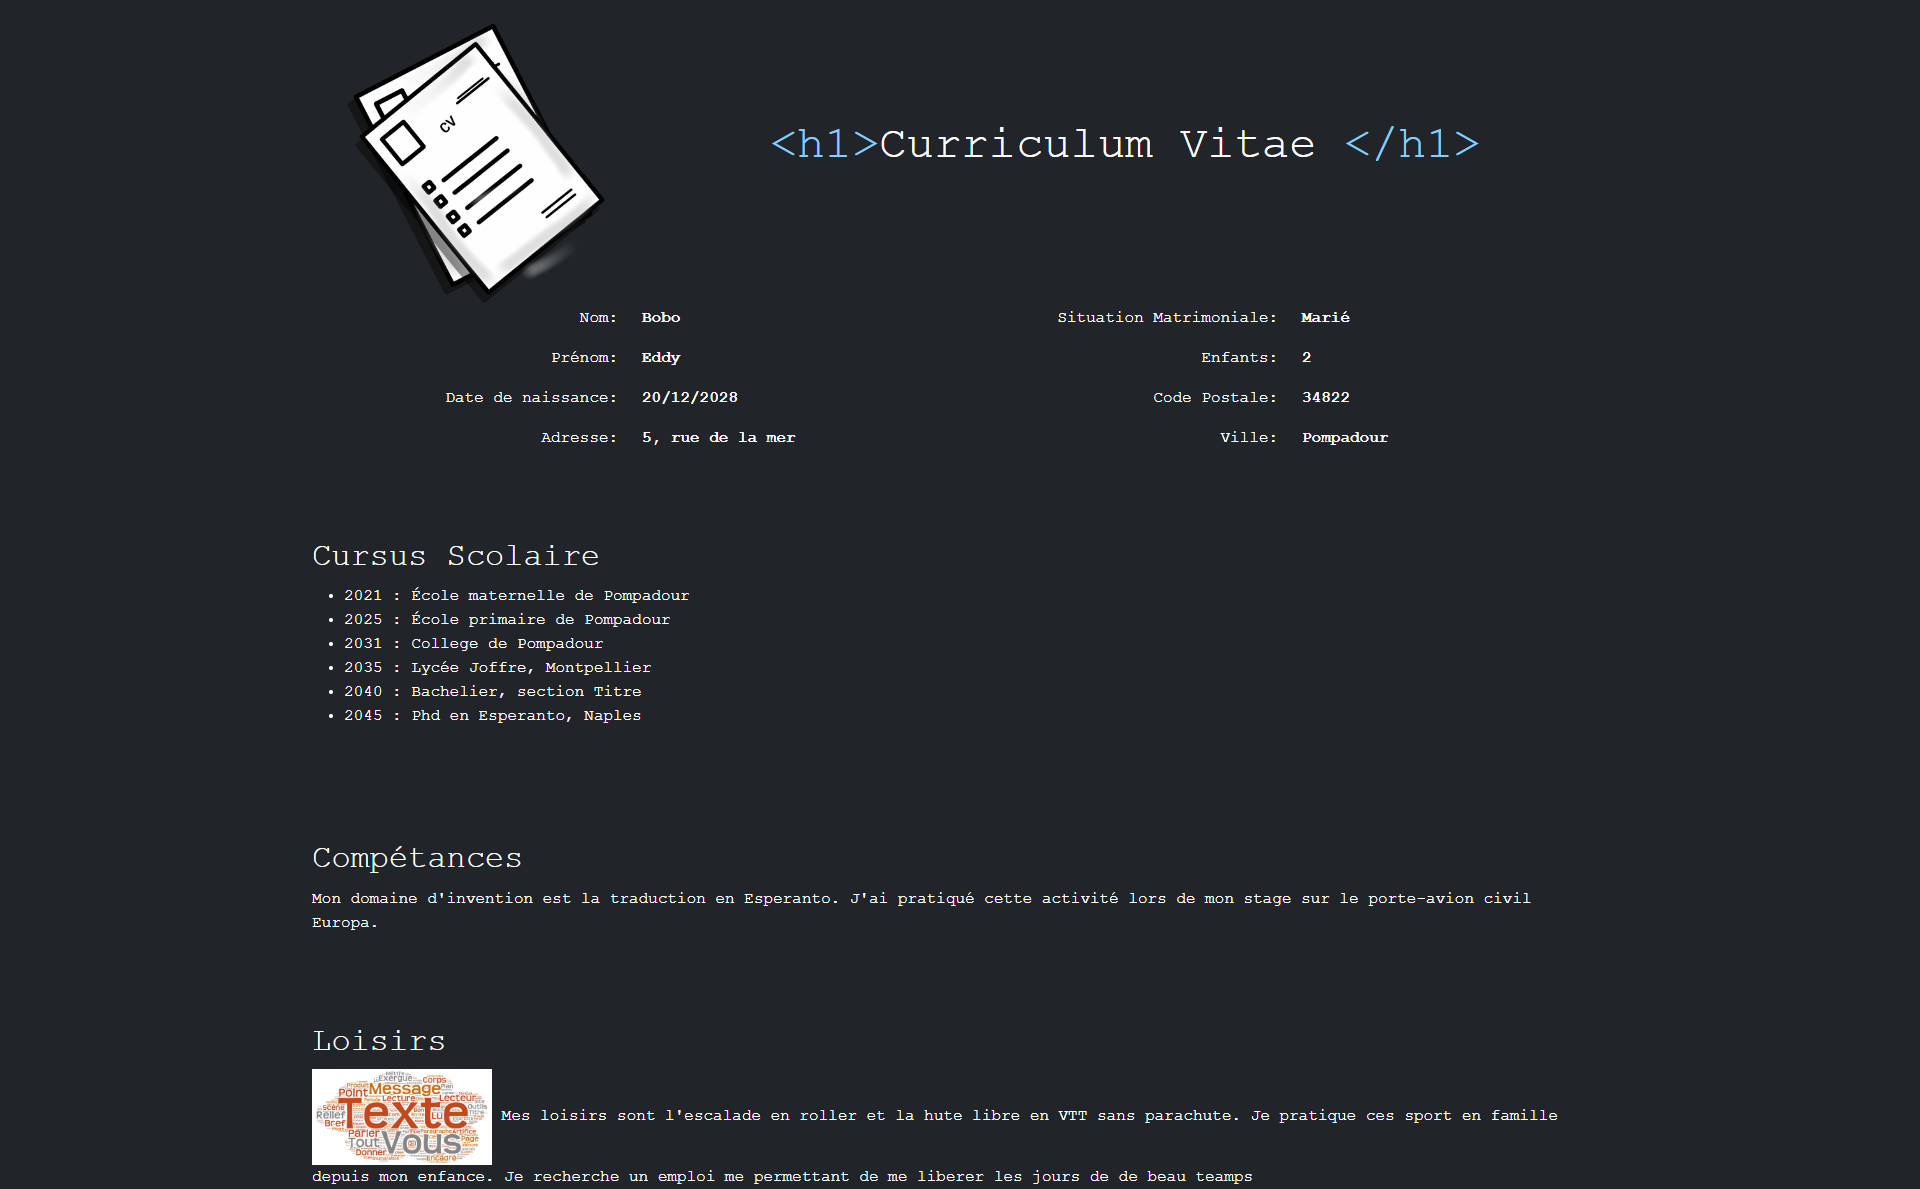 CV
<h1>Curriculum Vitae </h1>
Nom: Bobo
Situation Matrimoniale: Marié
Prénom: Eddy
Enfants: 2
Date de naissance: 20/12/2028
Code Postale: 34822
Adresse: 5, rue de la mer
Ville: Pompadour
Cursus Scolaire
• 2021 : École maternelle de Pompadour
• 2025 : École primaire de Pompadour
• 2031 : College de Pompadour
• 2035 : Lycée Joffre, Montpellier
• 2040 : Bachelier, section Titre
• 2045 : Phd en Esperanto, Naples
Compétances
Mon domaine d'invention est la traduction en Esperanto. J'ai pratiqué cette activité lors de mon stage sur le porte-avion civil
Europa.
Loisirs
Exergue Corps
Point Message Plan
Lecture Lecteur
Scène
Relief Texte Outils
Titre
Bref Lu
Parler Page
Tout Vous
Donner
Encadré
Mes loisirs sont l'escalade en roller et la hute libre en VTT sans parachute. Je pratique ces sport en famille
depuis mon enfance. Je recherche un emploi me permettant de me liberer les jours de de beau teamps